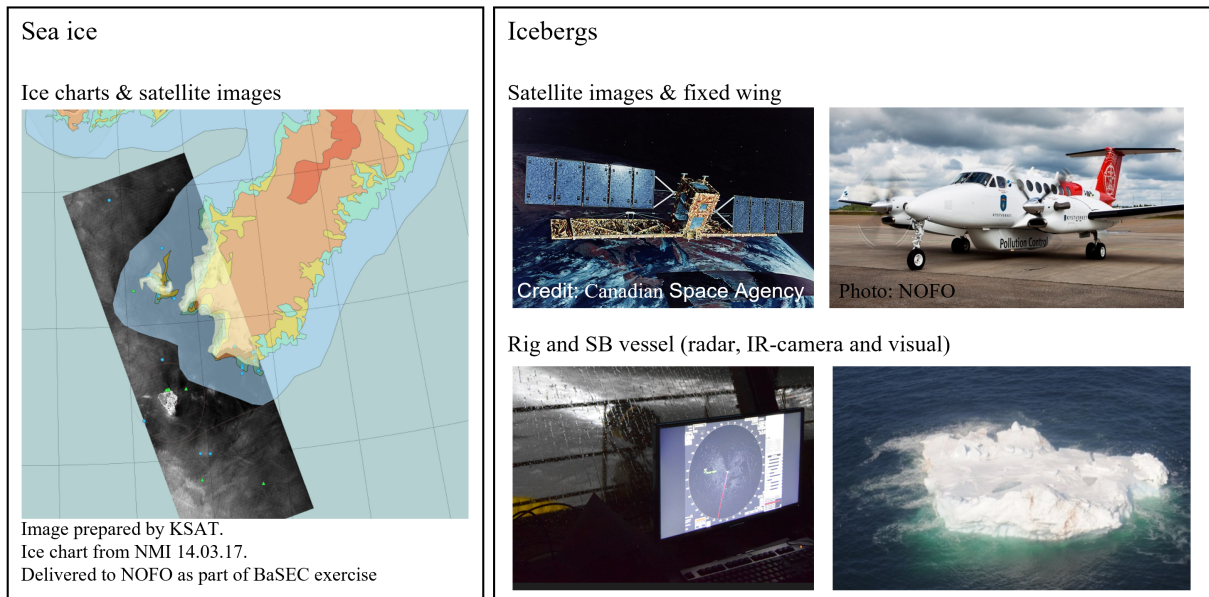 Sea ice
Ice charts & satellite images
Image prepared by KSAT.
Ice chart from NMI 14.03.17.
Delivered to NOFO as part of BaSEC exercise
Icebergs
Satellite images & fixed wing
Credit: Canadian Space Agency
Pollution Control
Photo: NOFO
Rig and SB vessel (radar, IR-camera and visual)